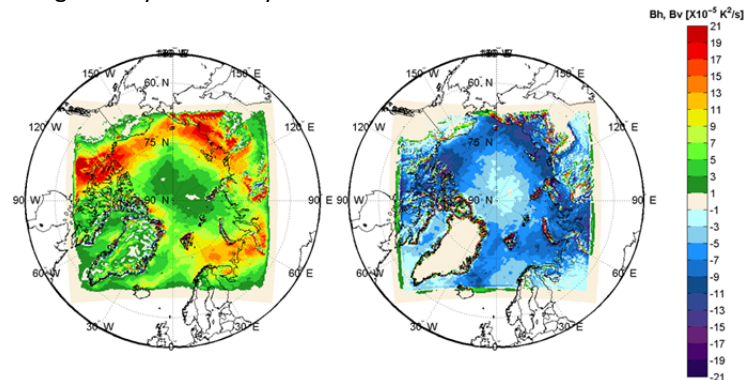 Bh, Bv [X10⁻⁵ K²/s]
150° W
150° E
60° N
120° W
120° E
75° N
90° W
90° N
90° E
60° W
60° E
30° W
30° E
0
150° W
150° E
60° N
120° W
120° E
75° N
90° W
90° N
90° E
60° W
60° E
30° W
30° E
0
21
19
17
15
13
11
9
7
5
3
1
-1
-3
-5
-7
-9
-11
-13
-15
-17
-19
-21